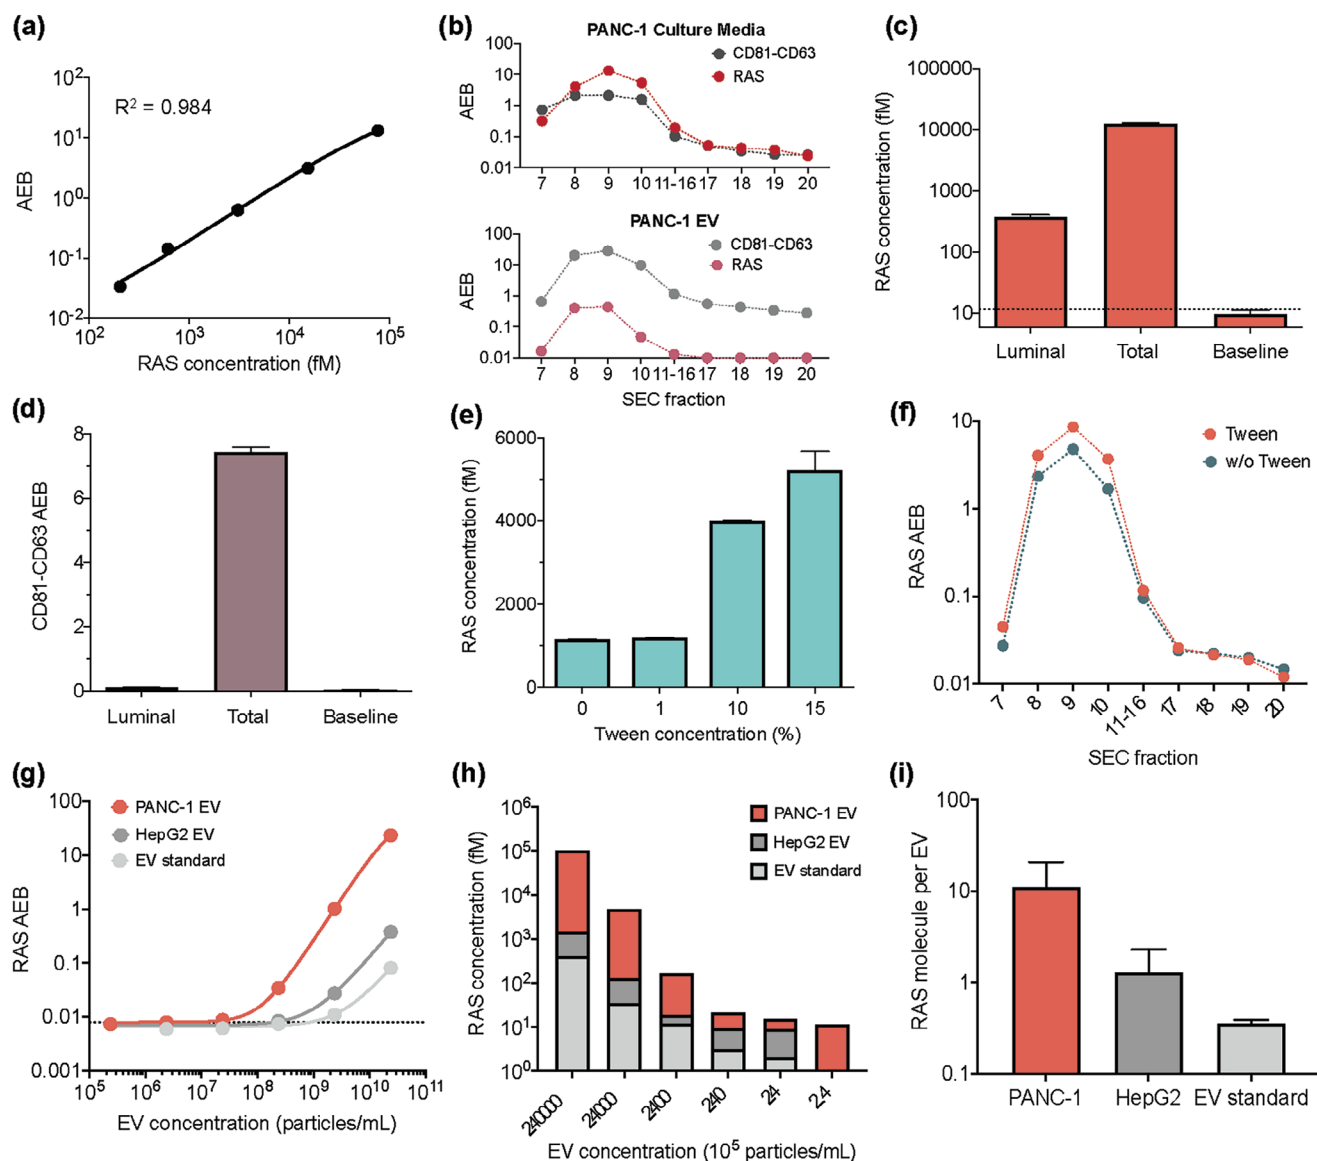 (a)
10²
10¹
10⁰
10⁻¹
10⁻²
AEB
R² = 0.984
10² 10³ 10⁴ 10⁵
RAS concentration (fM)
(b)
PANC-1 Culture Media
CD81-CD63
RAS
100
10
1
0.1
0.01
AEB
7 8 9 10 11-16 17 18 19 20
PANC-1 EV
CD81-CD63
RAS
100
10
1
0.1
0.01
AEB
7 8 9 10 11-16 17 18 19 20
SEC fraction
(c)
100000
10000
1000
100
10
RAS concentration (fM)
Luminal Total Baseline
(d)
8
6
4
2
0
CD81-CD63 AEB
Luminal Total Baseline
(e)
6000
4000
2000
0
RAS concentration (fM)
0 1 10 15
Tween concentration (%)
(f)
10
1
0.1
0.01
RAS AEB
Tween
w/o Tween
7 8 9 10 11-16 17 18 19 20
SEC fraction
(g)
100
10
1
0.1
0.01
0.001
RAS AEB
PANC-1 EV
HepG2 EV
EV standard
10⁵ 10⁶ 10⁷ 10⁸ 10⁹ 10¹⁰ 10¹¹
EV concentration (particles/mL)
(h)
10⁶
10⁵
10⁴
10³
10²
10¹
10⁰
RAS concentration (fM)
PANC-1 EV
HepG2 EV
EV standard
240000 24000 2400 240 24 2.4
EV concentration (10⁵ particles/mL)
(i)
100
10
1
0.1
RAS molecule per EV
PANC-1 HepG2 EV standard